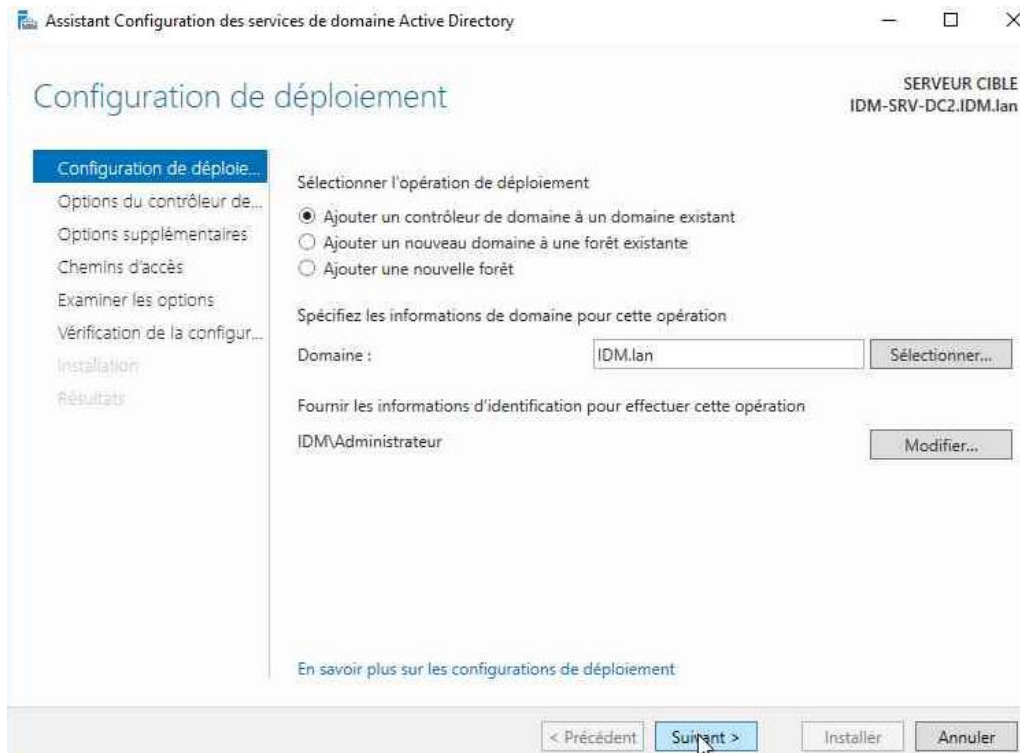 Assistant Configuration des services de domaine Active Directory
Configuration de déploiement
SERVEUR CIBLE
IDM-SRV-DC2.IDM.lan
Configuration de déploie...
Options du contrôleur de...
Options supplémentaires
Chemins d'accès
Examiner les options
Vérification de la configur...
Installation
Résultats
Sélectionner l'opération de déploiement
Ajouter un contrôleur de domaine à un domaine existant
Ajouter un nouveau domaine à une forêt existante
Ajouter une nouvelle forêt
Spécifiez les informations de domaine pour cette opération
Domaine : IDM.lan Sélectionner...
Fournir les informations d'identification pour effectuer cette opération
IDM\Administrateur Modifier...
En savoir plus sur les configurations de déploiement
< Précédent Suivant > Installer Annuler